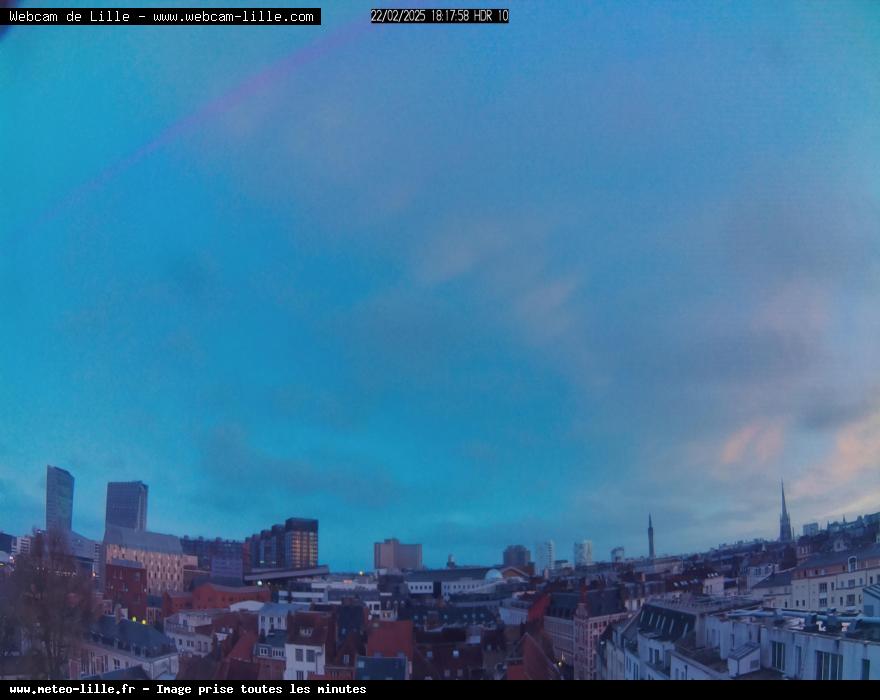 Webcam de Lille - www.webcam-lille.com
22/02/2025 18:17:58 HDR 10
www.meteo-lille.fr - Image prise toutes les minutes